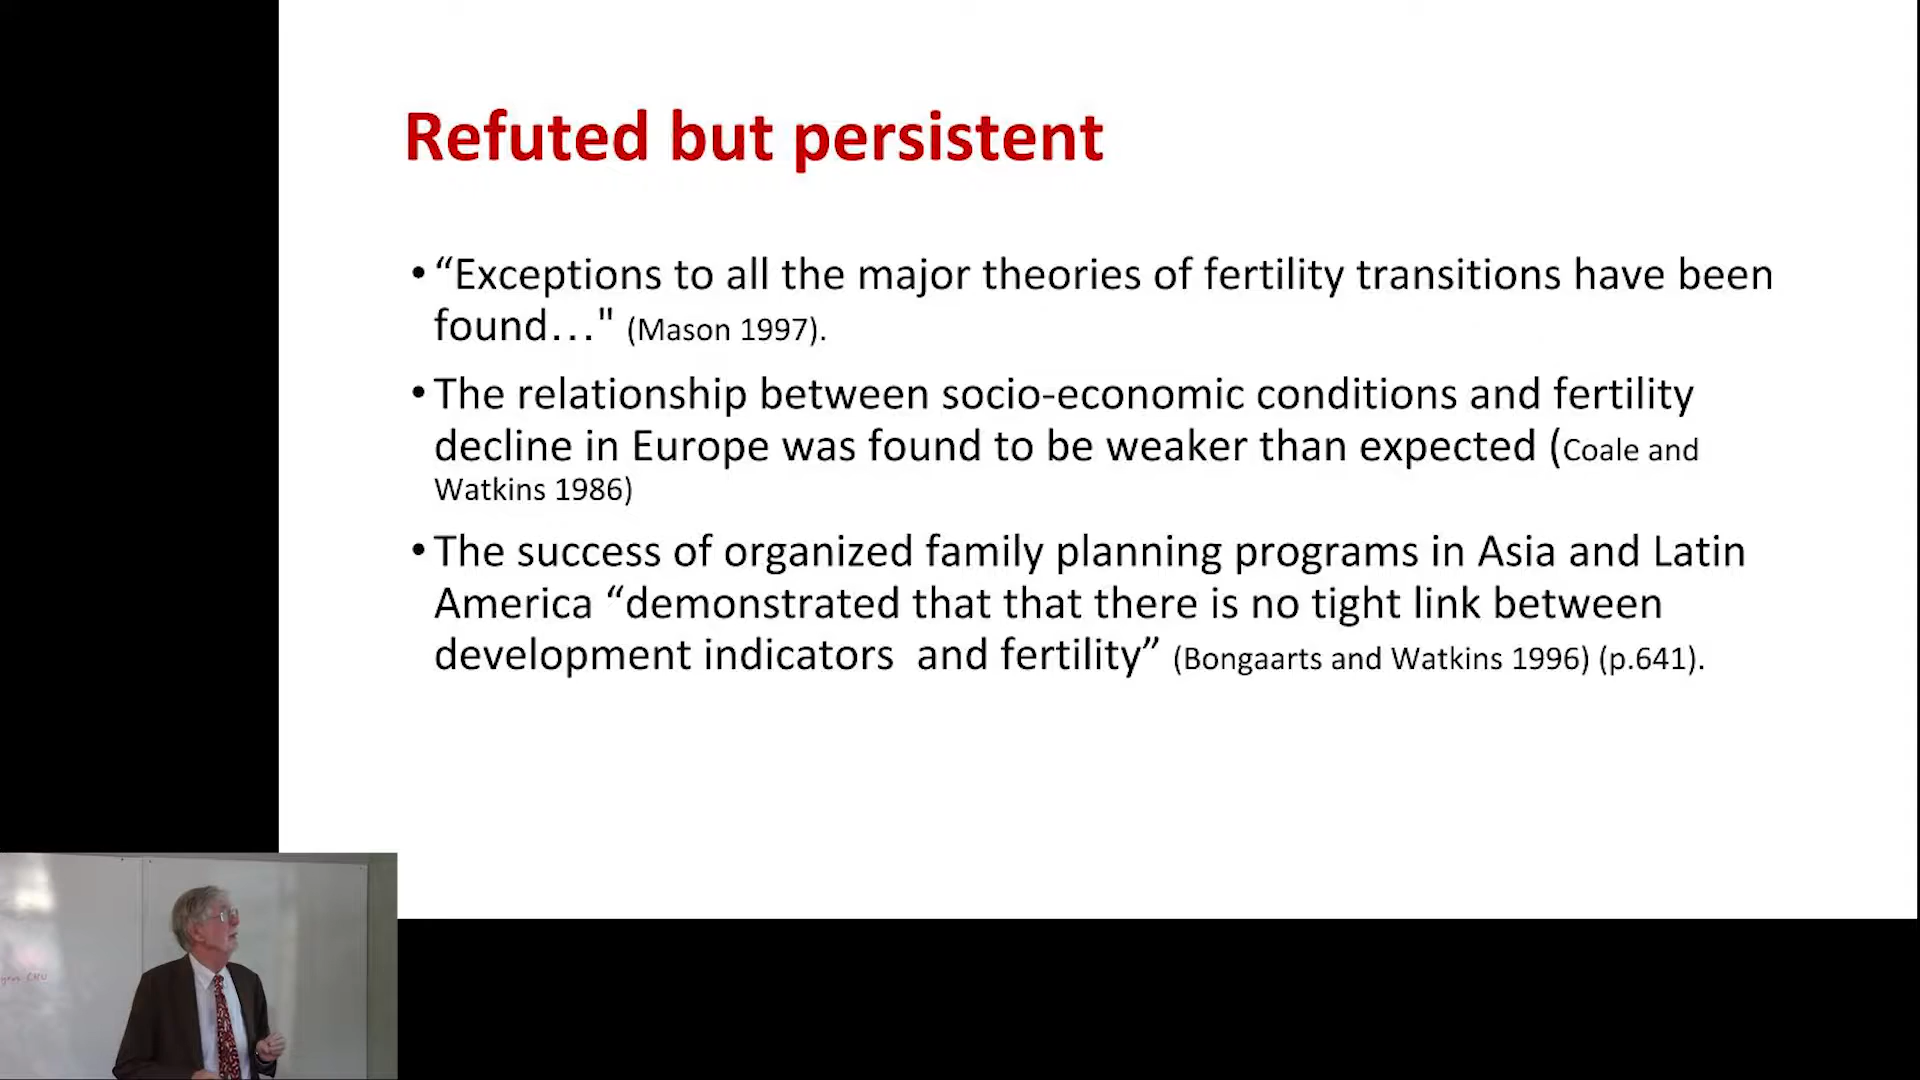 Refuted but persistent
• “Exceptions to all the major theories of fertility transitions have been
found…" (Mason 1997).
• The relationship between socio-economic conditions and fertility
decline in Europe was found to be weaker than expected (Coale and
Watkins 1986)
• The success of organized family planning programs in Asia and Latin
America “demonstrated that that there is no tight link between
development indicators  and fertility” (Bongaarts and Watkins 1996) (p.641).